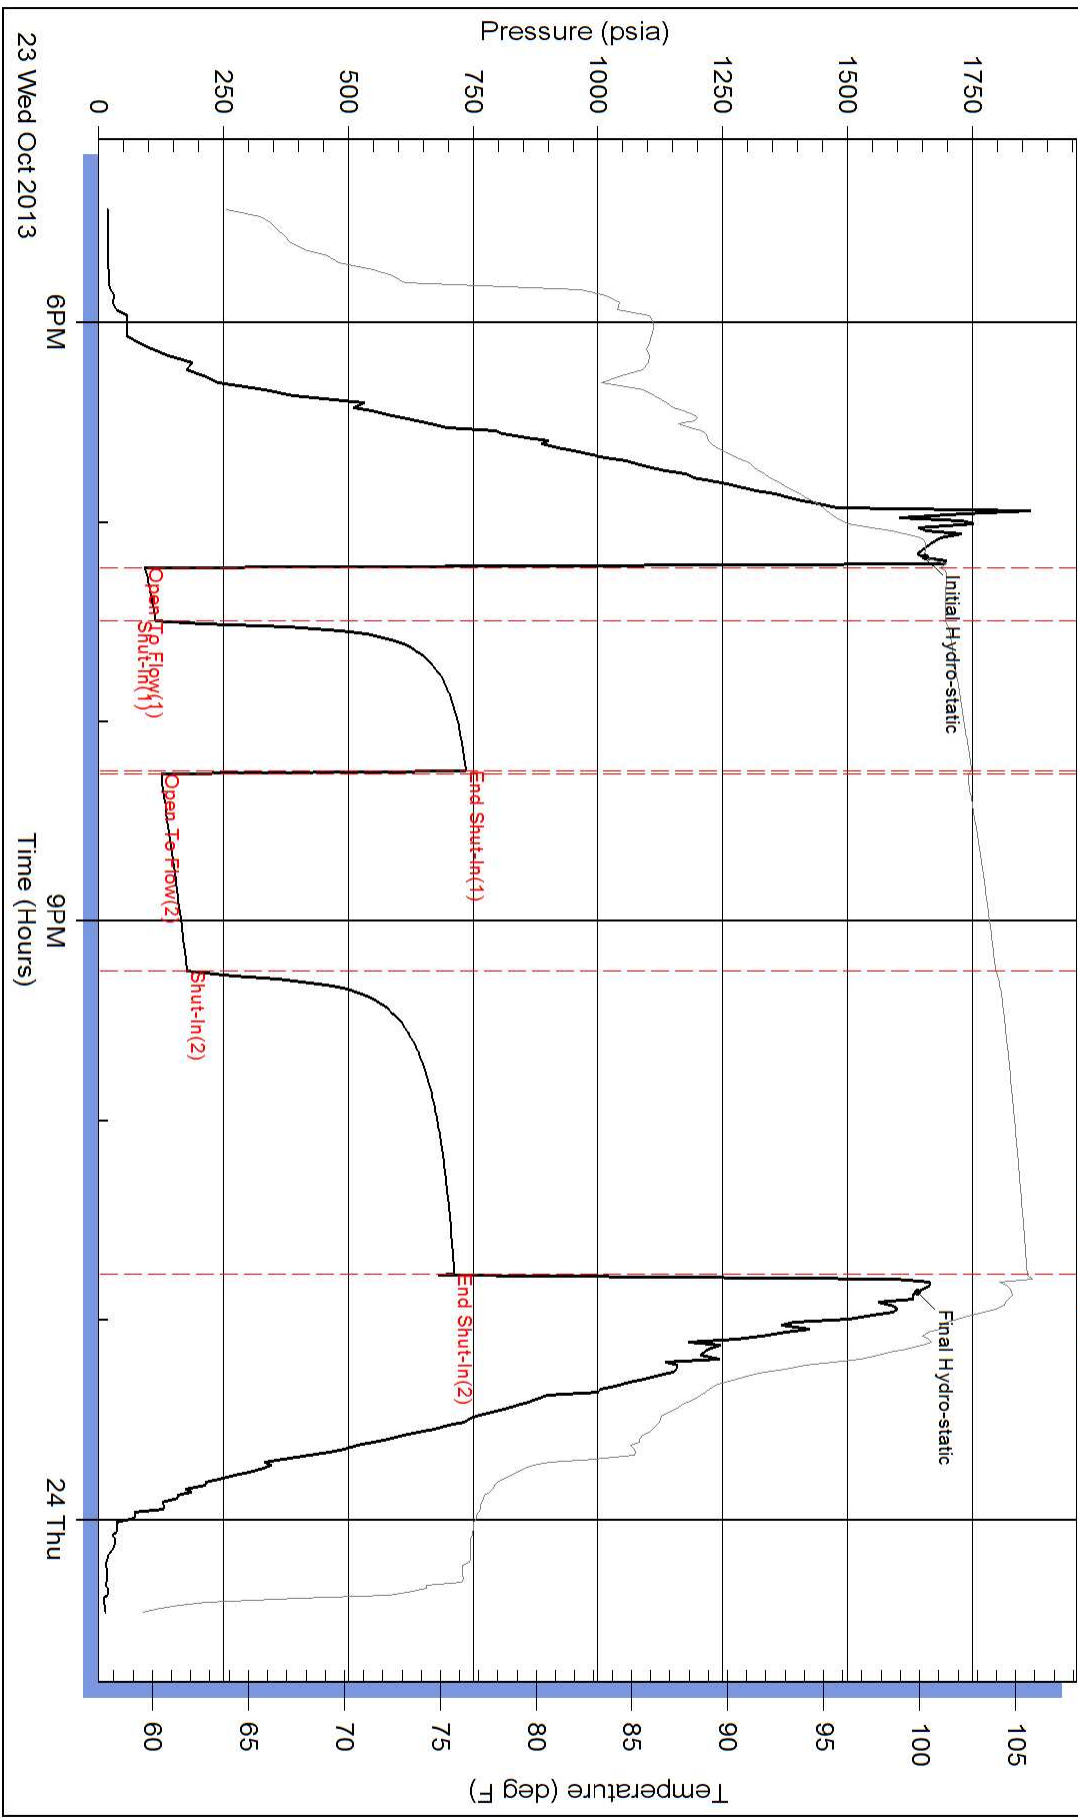 Pressure (psia)
0
250
500
750
1000
1250
1500
1750
23 Wed Oct 2013
6PM
9PM
24 Thu
Time (Hours)
Initial Hydro-static
Open To Flow(1)
Shut-In(1)
End Shut-In(1)
Open To Flow(2)
Shut-In(2)
End Shut-In(2)
Final Hydro-static
60
65
70
75
80
85
90
95
100
105
Temperature (deg F)